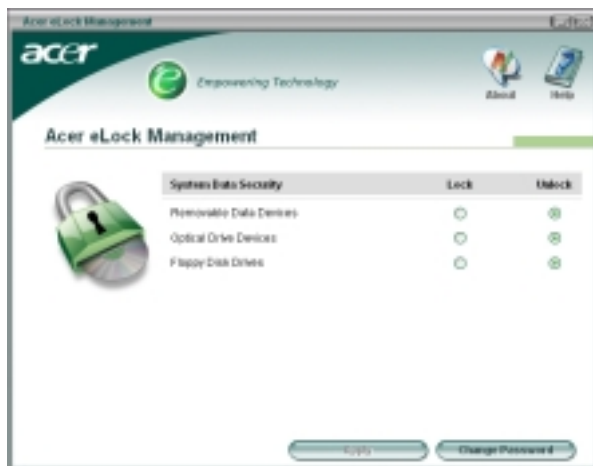 Acer eLock Management
acer
Empowering Technology
About
Help
Acer eLock Management
System Data Security Lock Unlock
Removable Data Devices
Optical Drive Devices
Floppy Disk Drives
Apply
Change Password